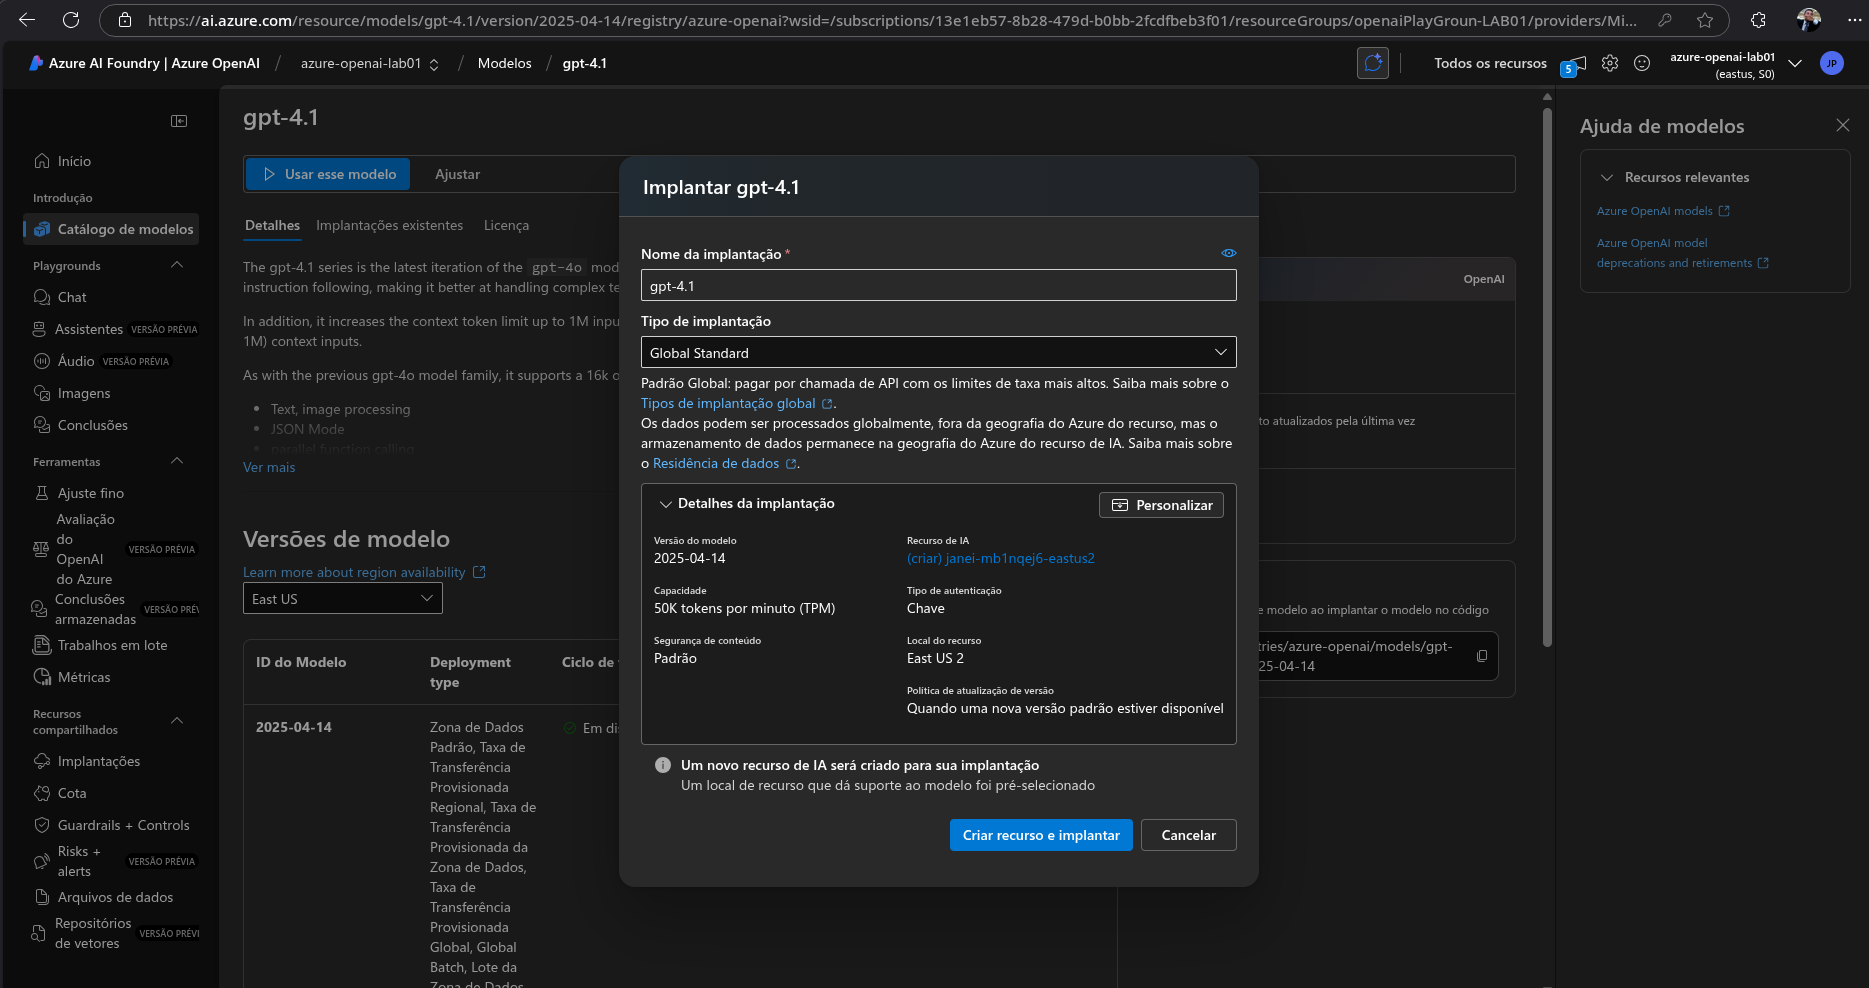 https://ai.azure.com/resource/models/gpt-4.1/version/2025-04-14/registry/azure-openai?wsid=/subscriptions/13e1eb57-8b28-479d-b0bb-2fcdfbeb3f01/resourceGroups/openaiPlayGroun-LAB01/providers/Mi...
Azure AI Foundry | Azure OpenAI / azure-openai-lab01 / Modelos / gpt-4.1
Todos os recursos
5
azure-openai-lab01
(eastus, S0)
JP
Início
Introdução
Catálogo de modelos
Playgrounds
Chat
Assistentes VERSÃO PRÉVIA
Áudio VERSÃO PRÉVIA
Imagens
Conclusões
Ferramentas
Ajuste fino
Avaliação
do
OpenAI VERSÃO PRÉVIA
do Azure
Conclusões
armazenadas VERSÃO PRÉV
Trabalhos em lote
Métricas
Recursos
compartilhados
Implantações
Cota
Guardrails + Controls
Risks +
alerts VERSÃO PRÉVIA
Arquivos de dados
Repositórios
de vetores VERSÃO PRÉVI
gpt-4.1
Usar esse modelo
Ajustar
Detalhes
Implantações existentes
Licença
The gpt-4.1 series is the latest iteration of the gpt-4o mod
instruction following, making it better at handling complex te
In addition, it increases the context token limit up to 1M inpu
1M) context inputs.
As with the previous gpt-4o model family, it supports a 16k o
• Text, image processing
• JSON Mode
• parallel function calling
Ver mais
Versões de modelo
Learn more about region availability
East US
ID do Modelo
Deployment
type
Ciclo de
2025-04-14
Zona de Dados
Padrão, Taxa de
Transferência
Provisionada
Regional, Taxa de
Transferência
Provisionada da
Zona de Dados,
Taxa de
Transferência
Provisionada
Global, Global
Batch, Lote da
Zona de Dados
Em di
Implantar gpt-4.1
Nome da implantação *
gpt-4.1
Tipo de implantação
Global Standard
Padrão Global: pagar por chamada de API com os limites de taxa mais altos. Saiba mais sobre o
Tipos de implantação global .
Os dados podem ser processados globalmente, fora da geografia do Azure do recurso, mas o
armazenamento de dados permanece na geografia do Azure do recurso de IA. Saiba mais sobre
o Residência de dados .
Detalhes da implantação
Personalizar
Versão do modelo
2025-04-14
Recurso de IA
(criar) janei-mb1nqej6-eastus2
Capacidade
50K tokens por minuto (TPM)
Tipo de autenticação
Chave
Segurança de conteúdo
Padrão
Local do recurso
East US 2
Política de atualização de versão
Quando uma nova versão padrão estiver disponível
Um novo recurso de IA será criado para sua implantação
Um local de recurso que dá suporte ao modelo foi pré-selecionado
Criar recurso e implantar
Cancelar
OpenAI
to atualizados pela última vez
e modelo ao implantar o modelo no código
tries/azure-openai/models/gpt-
25-04-14
Ajuda de modelos
Recursos relevantes
Azure OpenAI models
Azure OpenAI model
deprecations and retirements